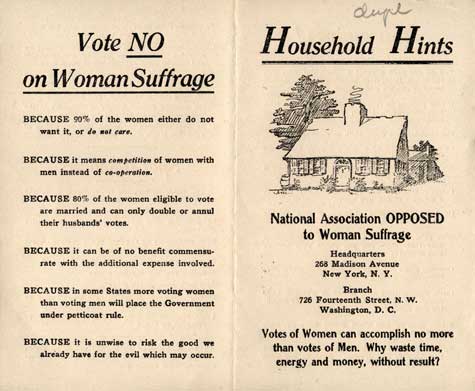 Vote NO
on Woman Suffrage
BECAUSE 90% of the women either do not
want it, or do not care.
BECAUSE it means competition of women with
men instead of co-operation.
BECAUSE 80% of the women eligible to vote
are married and can only double or annul
their husbands' votes.
BECAUSE it can be of no benefit commensu-
rate with the additional expense involved.
BECAUSE in some States more voting women
than voting men will place the Government
under petticoat rule.
BECAUSE it is unwise to risk the good we
already have for the evil which may occur.
dupl
Household Hints
National Association OPPOSED
to Woman Suffrage
Headquarters
268 Madison Avenue
New York, N. Y.
Branch
726 Fourteenth Street, N. W.
Washington, D. C.
Votes of Women can accomplish no more
than votes of Men. Why waste time,
energy and money, without result?